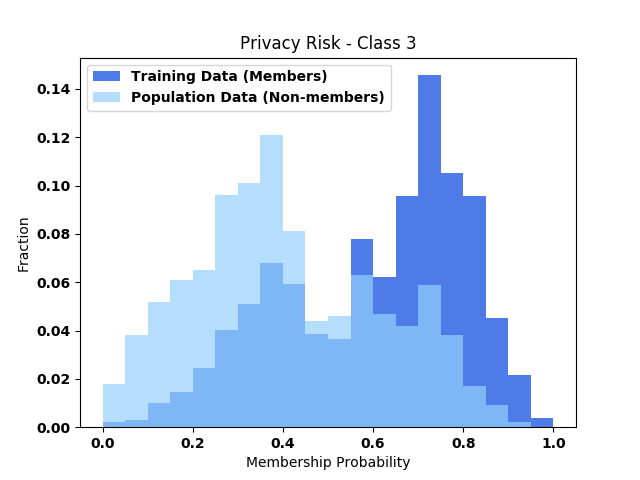 Privacy Risk - Class 3
Training Data (Members)
Population Data (Non-members)
0.14
0.12
0.10
0.08
0.06
0.04
0.02
0.00
Fraction
0.0 0.2 0.4 0.6 0.8 1.0
Membership Probability